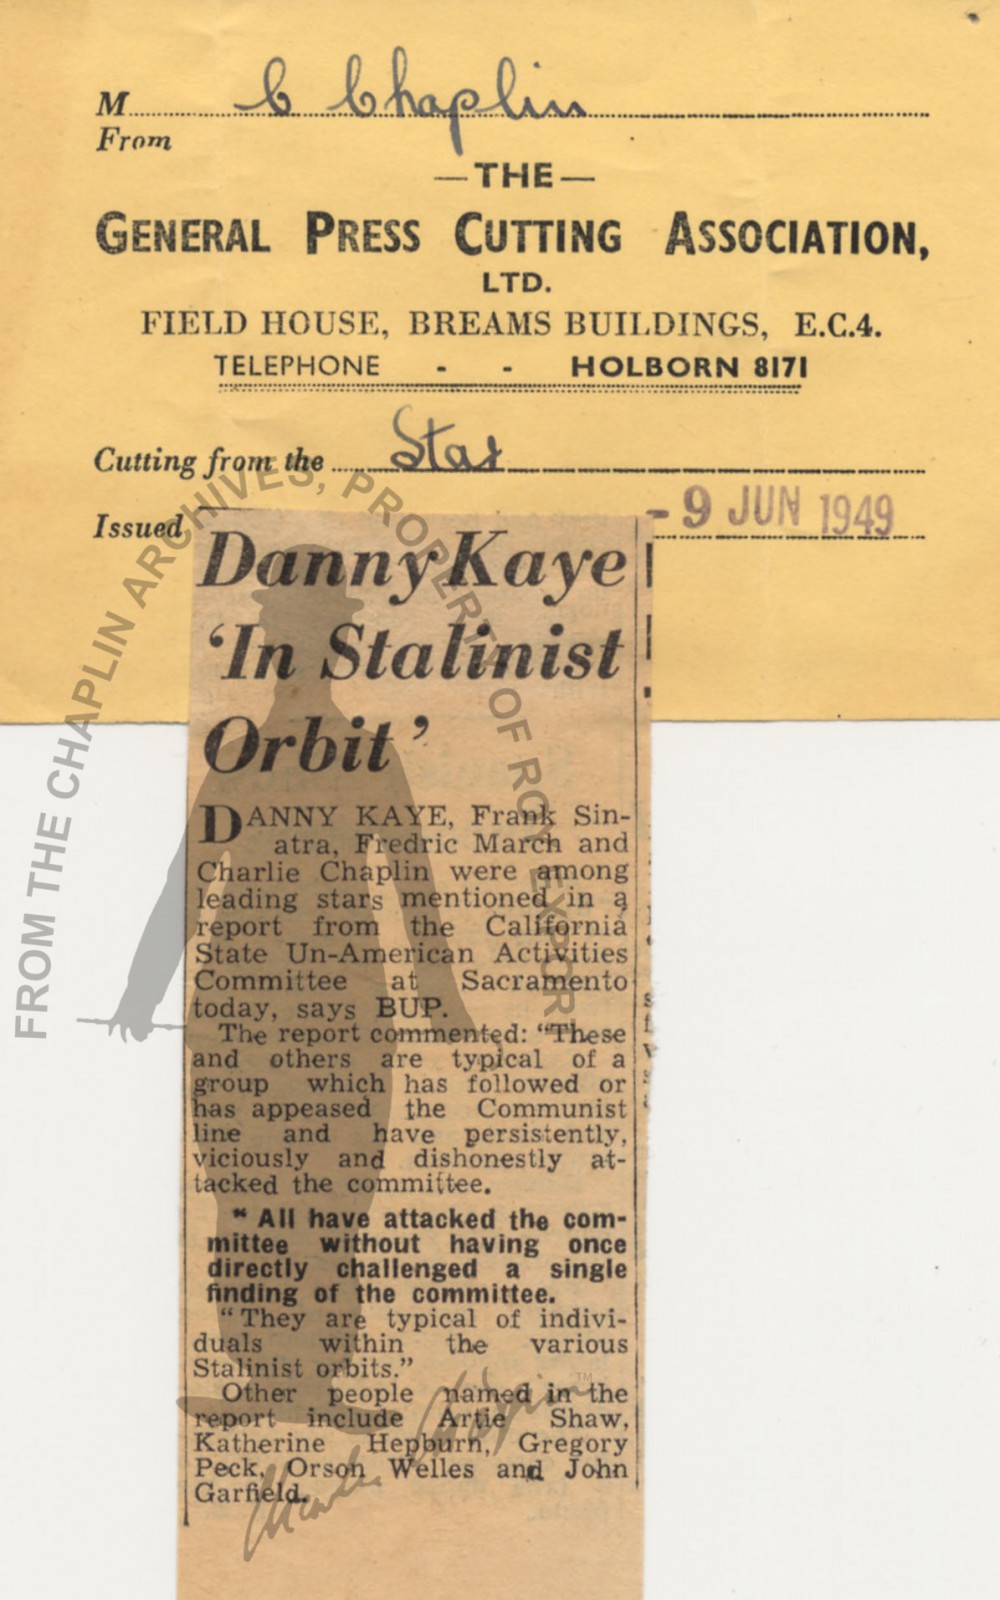 M C Chaplin
From
—THE—
GENERAL PRESS CUTTING ASSOCIATION,
LTD.
FIELD HOUSE, BREAMS BUILDINGS, E.C.4.
TELEPHONE - - HOLBORN 8171
Cutting from the Star
Issued - 9 JUN 1949
Danny Kaye
‘In Stalinist
Orbit’
DANNY KAYE, Frank Sin-
atra, Fredric March and
Charlie Chaplin were among
leading stars mentioned in a
report from the California
State Un-American Activities
Committee at Sacramento
today, says BUP.
The report commented: “These
and others are typical of a
group which has followed or
has appeased the Communist
line and have persistently,
viciously and dishonestly at-
tacked the committee.
“All have attacked the com-
mittee without having once
directly challenged a single
finding of the committee.
“They are typical of indivi-
duals within the various
Stalinist orbits.”
Other people named in the
report include Artie Shaw,
Katherine Hepburn, Gregory
Peck, Orson Welles and John
Garfield.
FROM THE CHAPLIN ARCHIVES, PROPERTY OF ROY EXPORT
Charlie Chaplin™